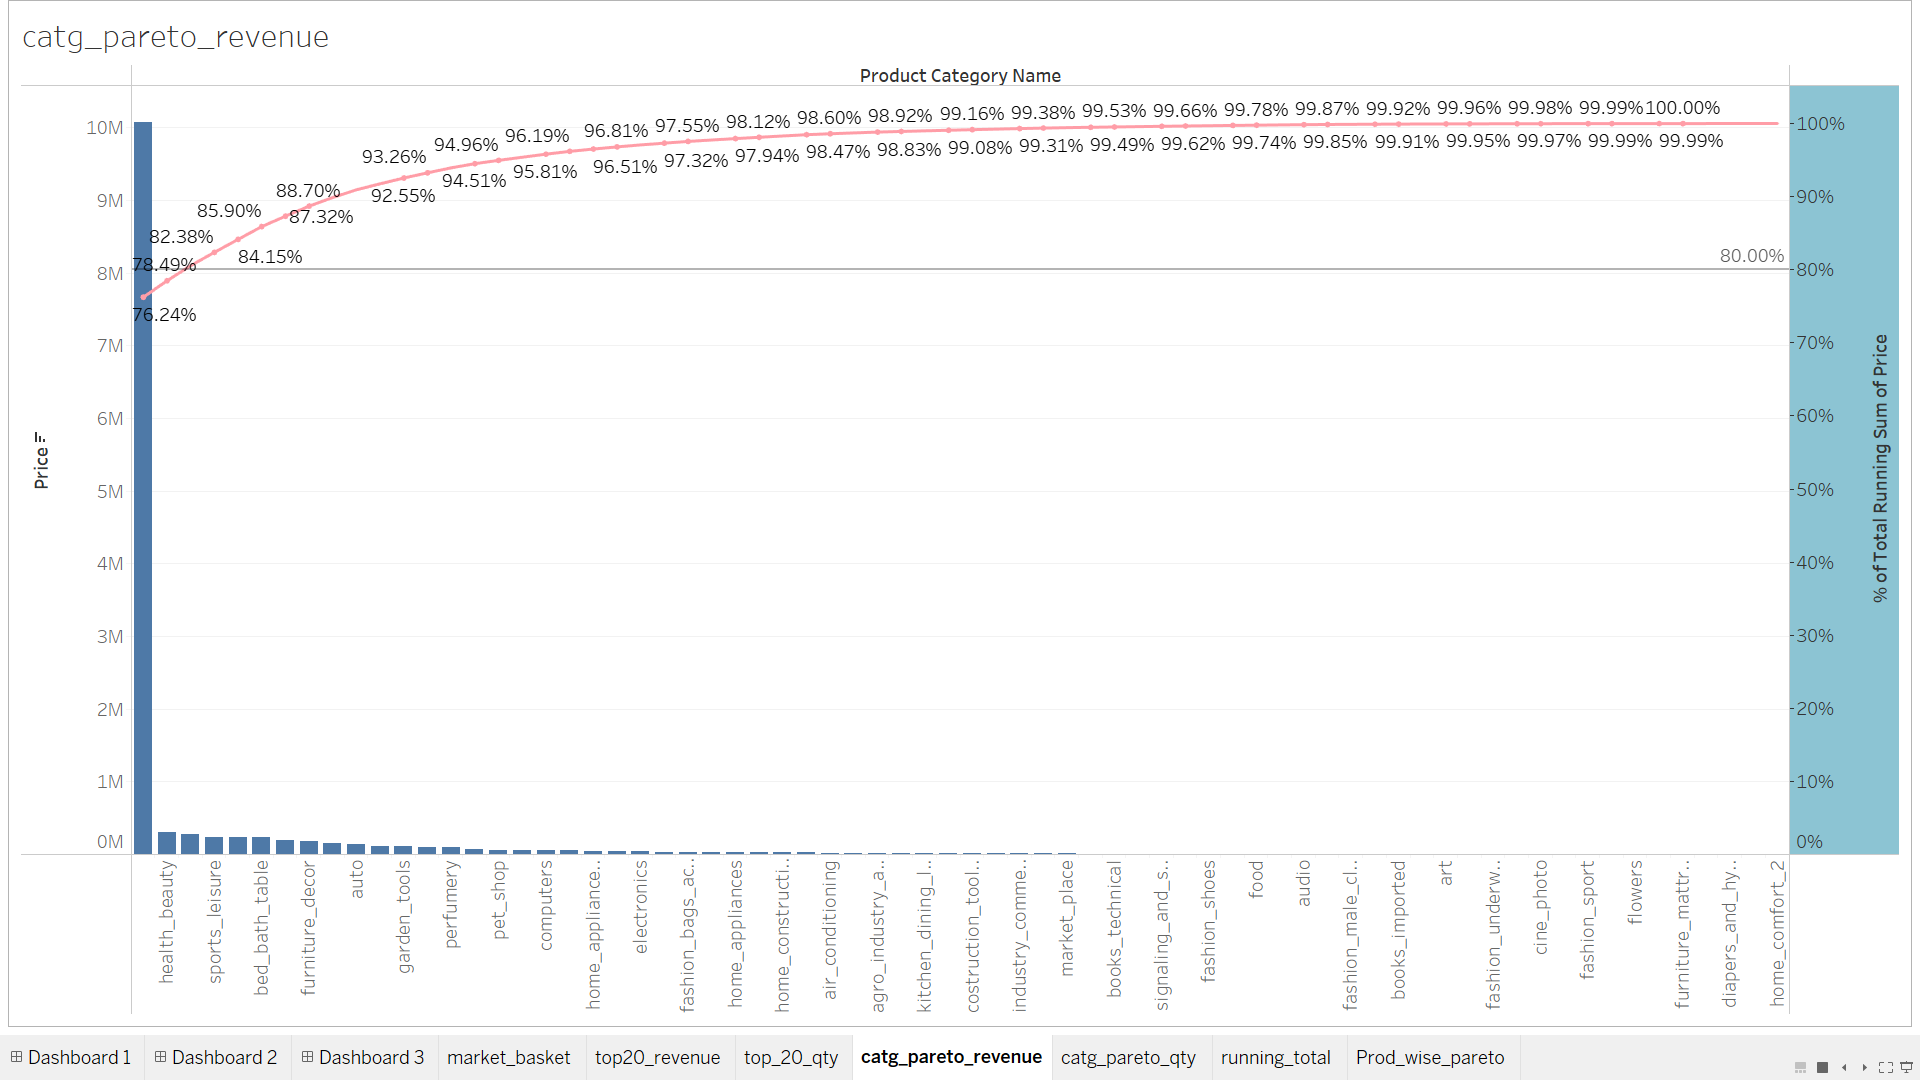 catg_pareto_revenue
Product Category Name
Price
10M
9M
8M
7M
6M
5M
4M
3M
2M
1M
0M
98.12% 98.60% 98.92% 99.16% 99.38% 99.53% 99.66% 99.78% 99.87% 99.92% 99.96% 99.98% 99.99% 100.00%
93.26% 94.96% 96.19% 96.81% 97.55%
97.94% 98.47% 98.83% 99.08% 99.31% 99.49% 99.62% 99.74% 99.85% 99.91% 99.95% 99.97% 99.99% 99.99%
92.55% 94.51% 95.81% 96.51% 97.32%
88.70%
85.90% 87.32%
82.38%
84.15%
78.49%
76.24%
80.00%
100%
90%
80%
70%
60%
50%
40%
30%
20%
10%
0%
% of Total Running Sum of Price
health_beauty
sports_leisure
bed_bath_table
furniture_decor
auto
garden_tools
perfumery
pet_shop
computers
home_appliance..
electronics
fashion_bags_ac..
home_appliances
home_constructi..
air_conditioning
agro_industry_a..
kitchen_dining_l..
costruction_tool..
industry_comme..
market_place
books_technical
signaling_and_s..
fashion_shoes
food
audio
fashion_male_cl..
books_imported
art
fashion_underw..
cine_photo
fashion_sport
flowers
furniture_mattr..
diapers_and_hy..
home_comfort_2
Dashboard 1 Dashboard 2 Dashboard 3 market_basket top20_revenue top_20_qty catg_pareto_revenue catg_pareto_qty running_total Prod_wise_pareto